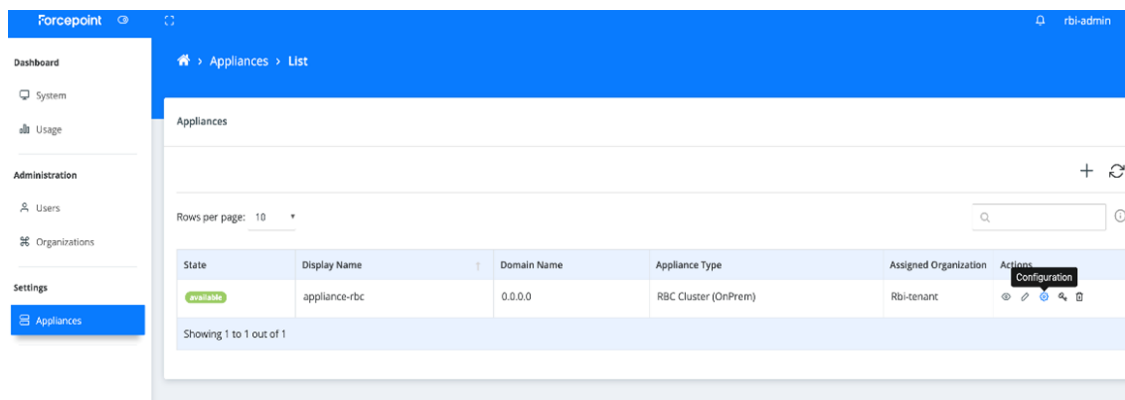 Forcepoint
rbi-admin
Dashboard
System
Usage
Administration
Users
Organizations
Settings
Appliances
Appliances > List
Appliances
Rows per page: 10
State Display Name Domain Name Appliance Type Assigned Organization Actions
Configuration
available appliance-rbc 0.0.0.0 RBC Cluster (OnPrem) Rbi-tenant
Showing 1 to 1 out of 1